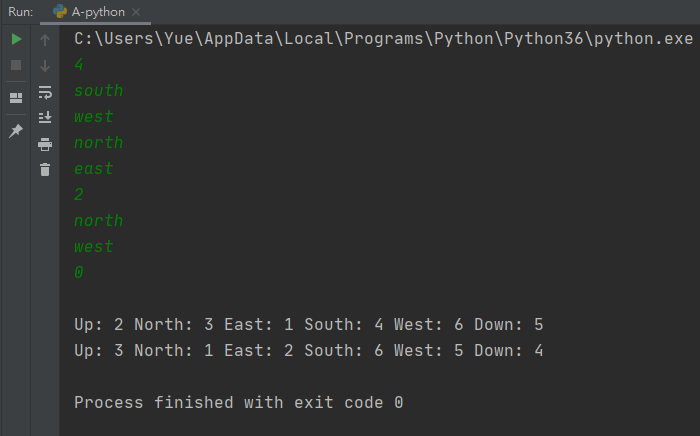 Run: A-python
C:\Users\Yue\AppData\Local\Programs\Python\Python36\python.exe
4
south
west
north
east
2
north
west
0
Up: 2 North: 3 East: 1 South: 4 West: 6 Down: 5
Up: 3 North: 1 East: 2 South: 6 West: 5 Down: 4
Process finished with exit code 0